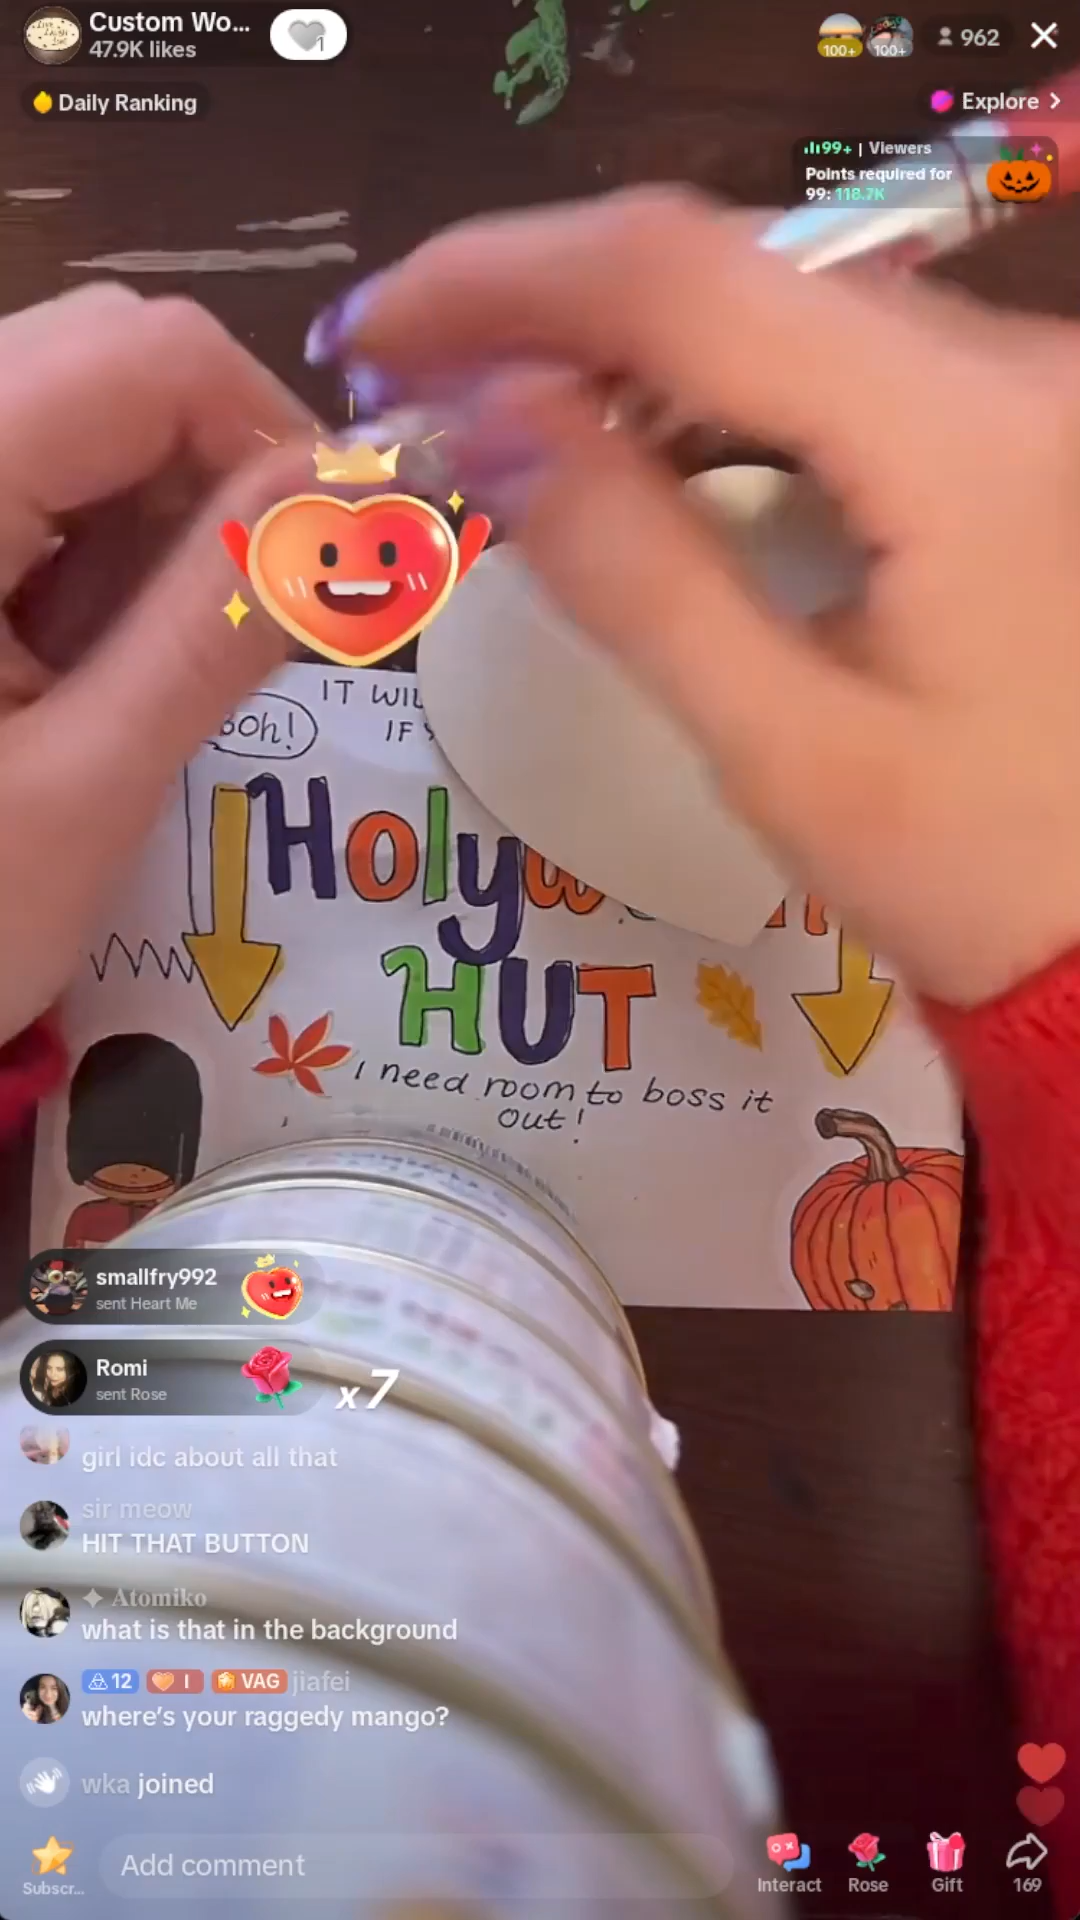 Custom Wo...
47.9K likes
1
100+
100+
962
Daily Ranking
Explore
99+ | Viewers
Points required for
99: 118.7K
IT WIL
IF
BOh!
Holyw
HUT
I need room to boss it
out!
smallfry992
sent Heart Me
Romi
sent Rose
x7
girl idc about all that
sir meow
HIT THAT BUTTON
Atomiko
what is that in the background
12 I VAG jiafei
where's your raggedy mango?
wka joined
Subscr...
Add comment
Interact
Rose
Gift
169